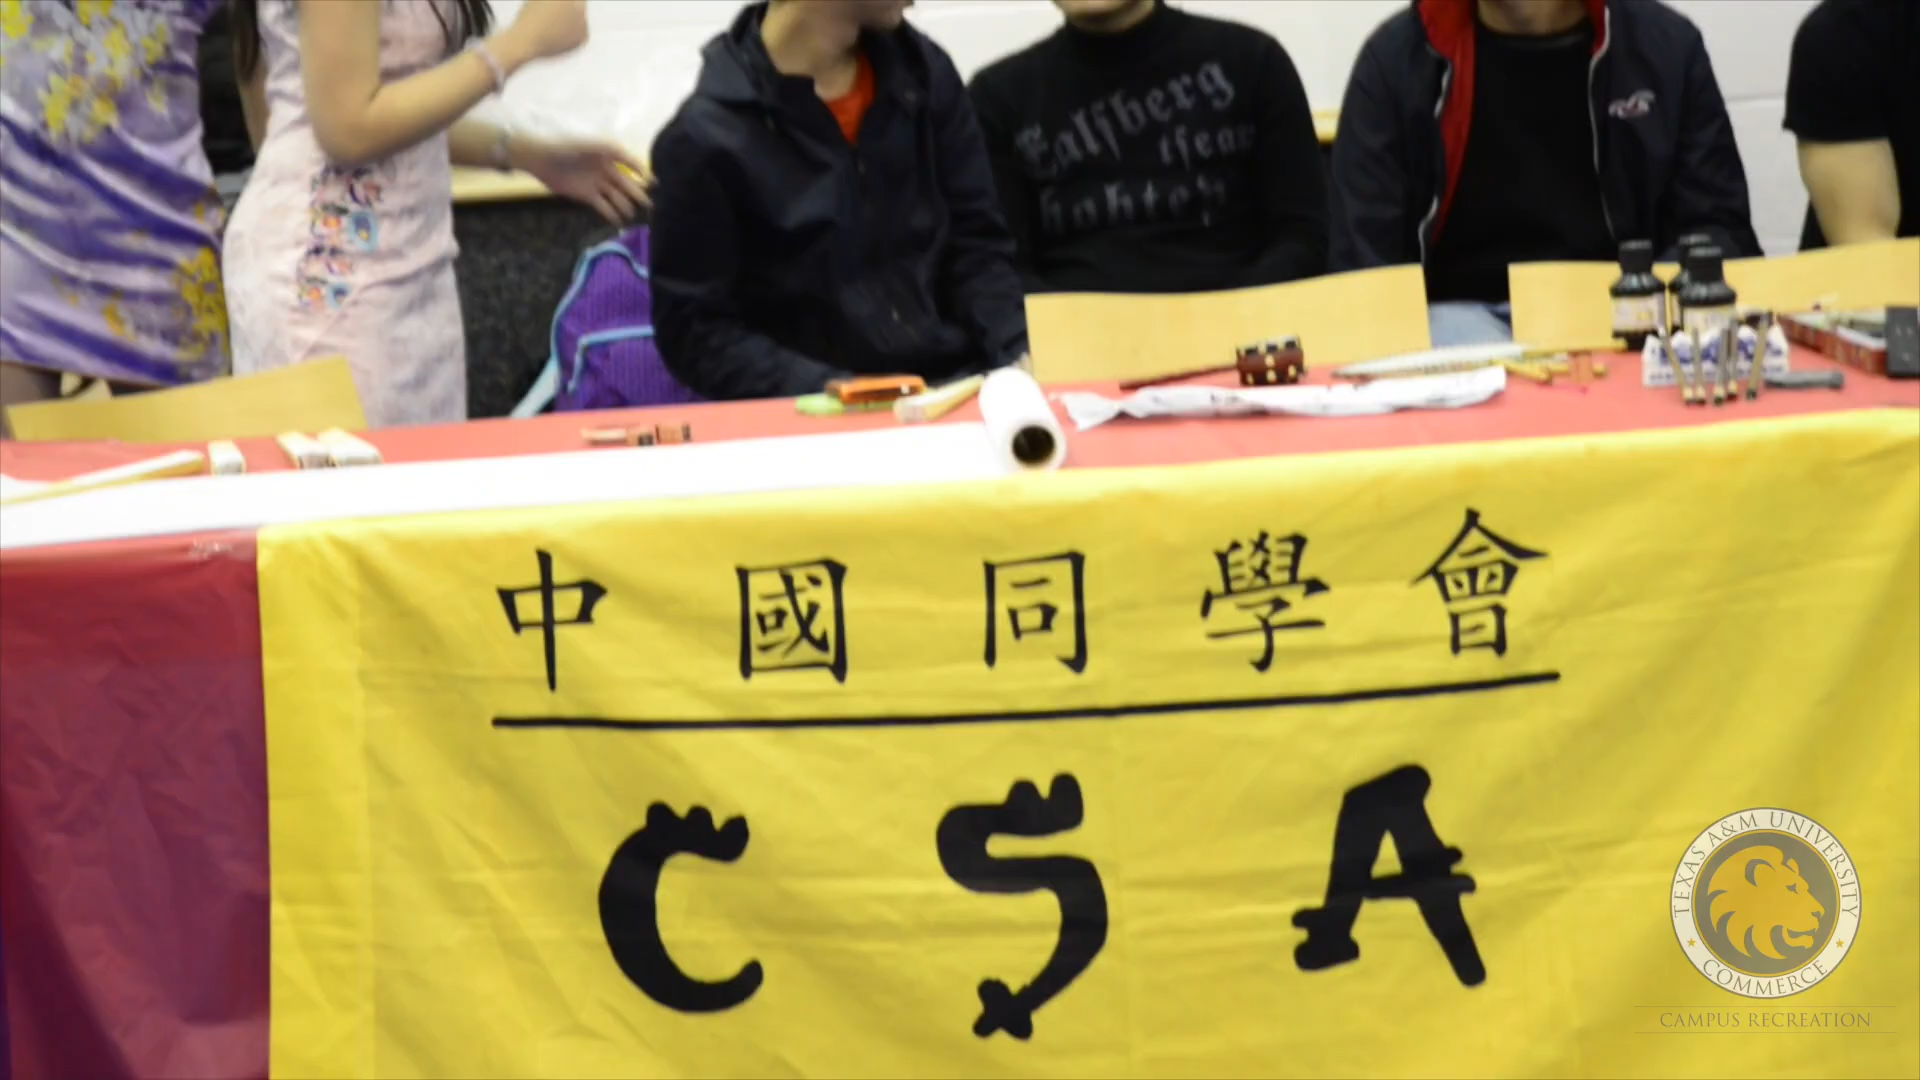 中國同學會
CSA
TEXAS A&M UNIVERSITY
COMMERCE
CAMPUS RECREATION